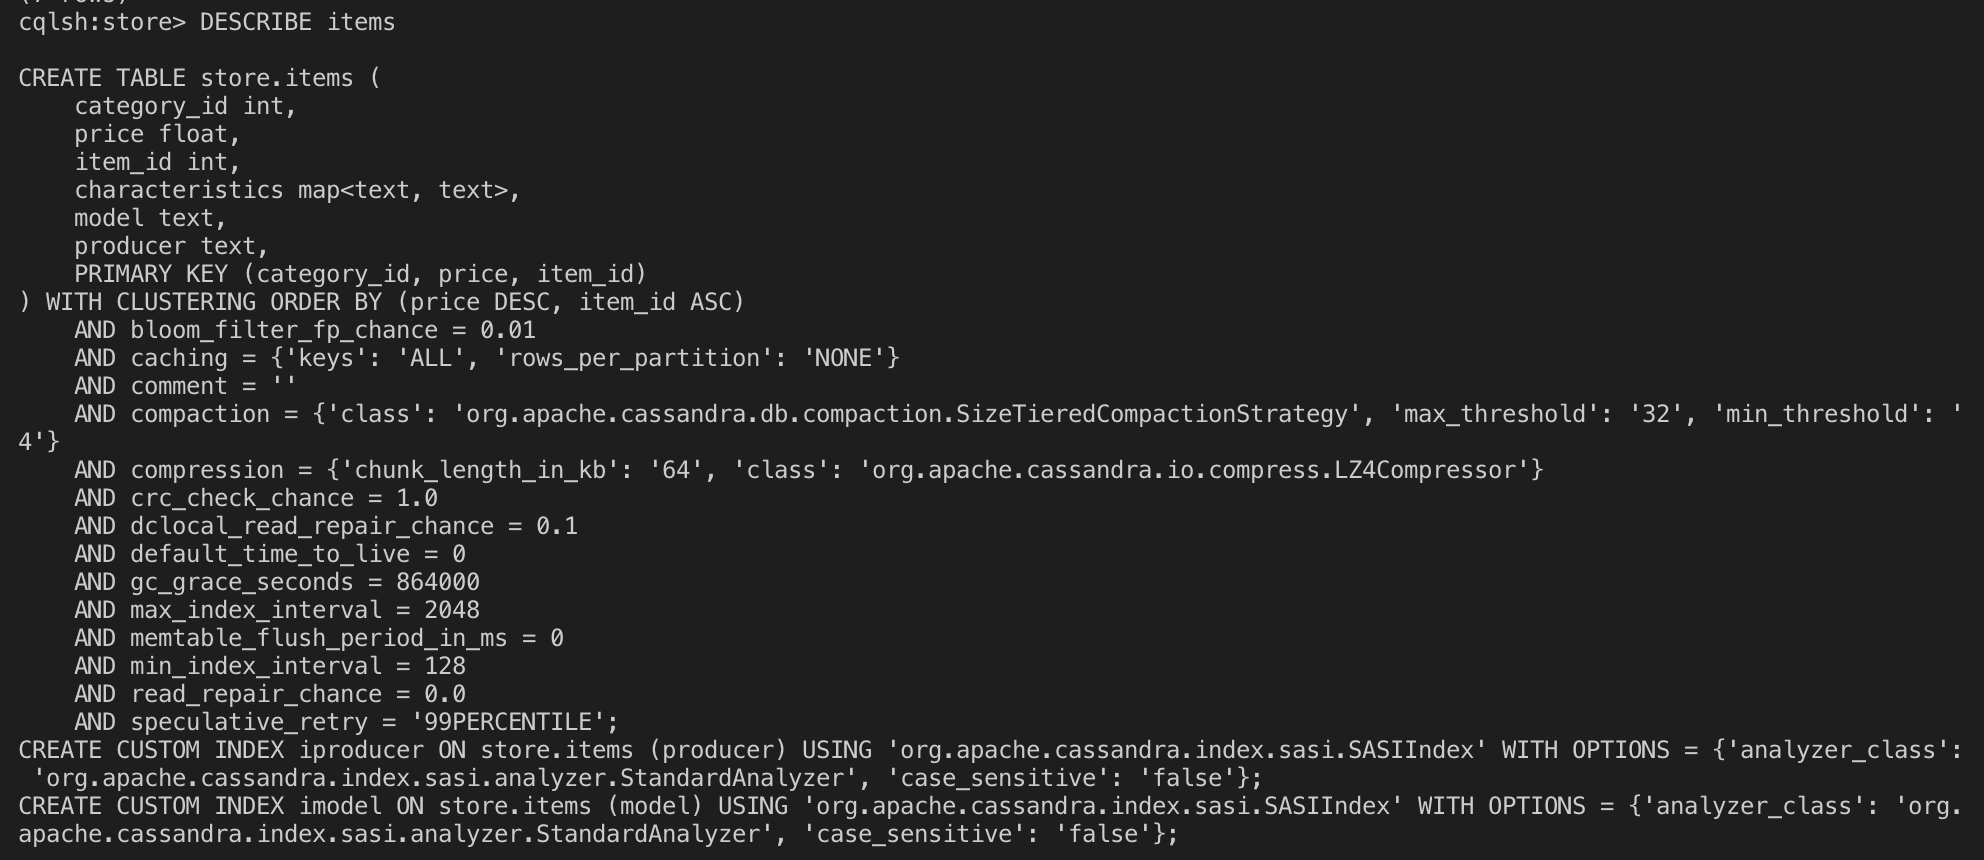 (7 rows)
cqlsh:store> DESCRIBE items
CREATE TABLE store.items (
    category_id int,
    price float,
    item_id int,
    characteristics map<text, text>,
    model text,
    producer text,
    PRIMARY KEY (category_id, price, item_id)
) WITH CLUSTERING ORDER BY (price DESC, item_id ASC)
    AND bloom_filter_fp_chance = 0.01
    AND caching = {'keys': 'ALL', 'rows_per_partition': 'NONE'}
    AND comment = ''
    AND compaction = {'class': 'org.apache.cassandra.db.compaction.SizeTieredCompactionStrategy', 'max_threshold': '32', 'min_threshold': '
4'}
    AND compression = {'chunk_length_in_kb': '64', 'class': 'org.apache.cassandra.io.compress.LZ4Compressor'}
    AND crc_check_chance = 1.0
    AND dclocal_read_repair_chance = 0.1
    AND default_time_to_live = 0
    AND gc_grace_seconds = 864000
    AND max_index_interval = 2048
    AND memtable_flush_period_in_ms = 0
    AND min_index_interval = 128
    AND read_repair_chance = 0.0
    AND speculative_retry = '99PERCENTILE';
CREATE CUSTOM INDEX iproducer ON store.items (producer) USING 'org.apache.cassandra.index.sasi.SASIIndex' WITH OPTIONS = {'analyzer_class':
 'org.apache.cassandra.index.sasi.analyzer.StandardAnalyzer', 'case_sensitive': 'false'};
CREATE CUSTOM INDEX imodel ON store.items (model) USING 'org.apache.cassandra.index.sasi.SASIIndex' WITH OPTIONS = {'analyzer_class': 'org.
apache.cassandra.index.sasi.analyzer.StandardAnalyzer', 'case_sensitive': 'false'};